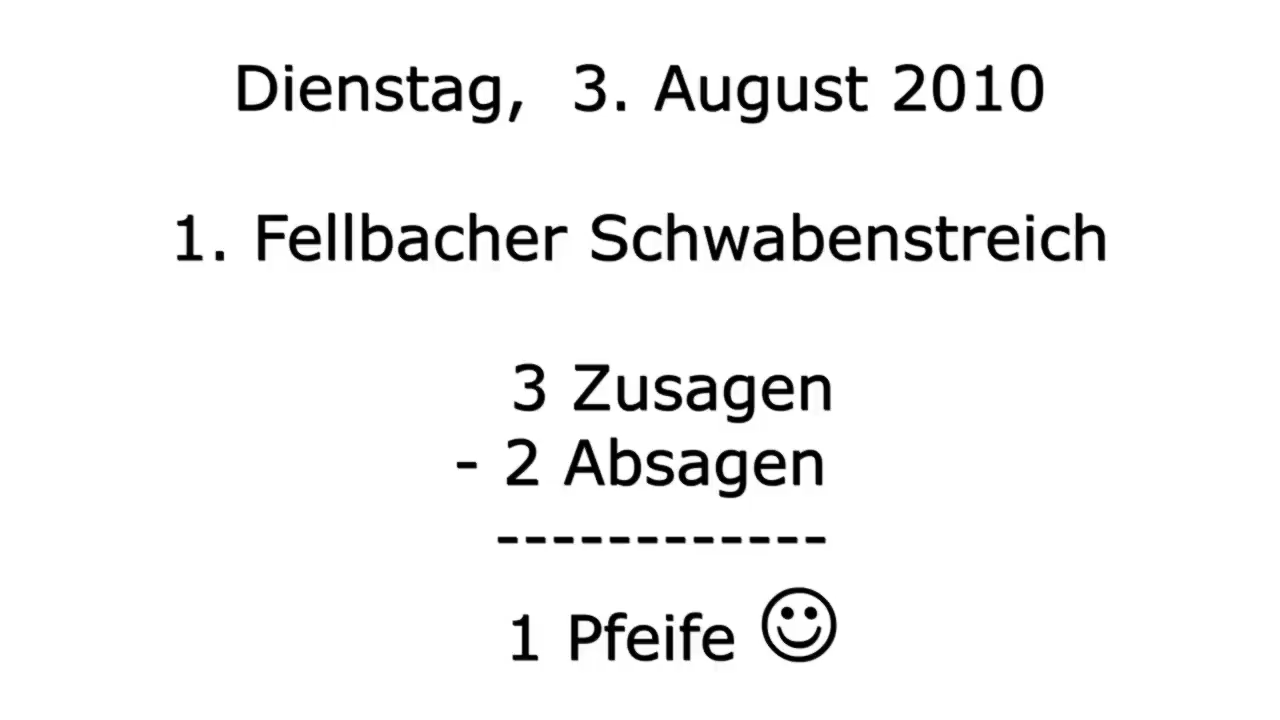 Dienstag, 3. August 2010
1. Fellbacher Schwabenstreich
3 Zusagen
- 2 Absagen
------------
1 Pfeife ☺